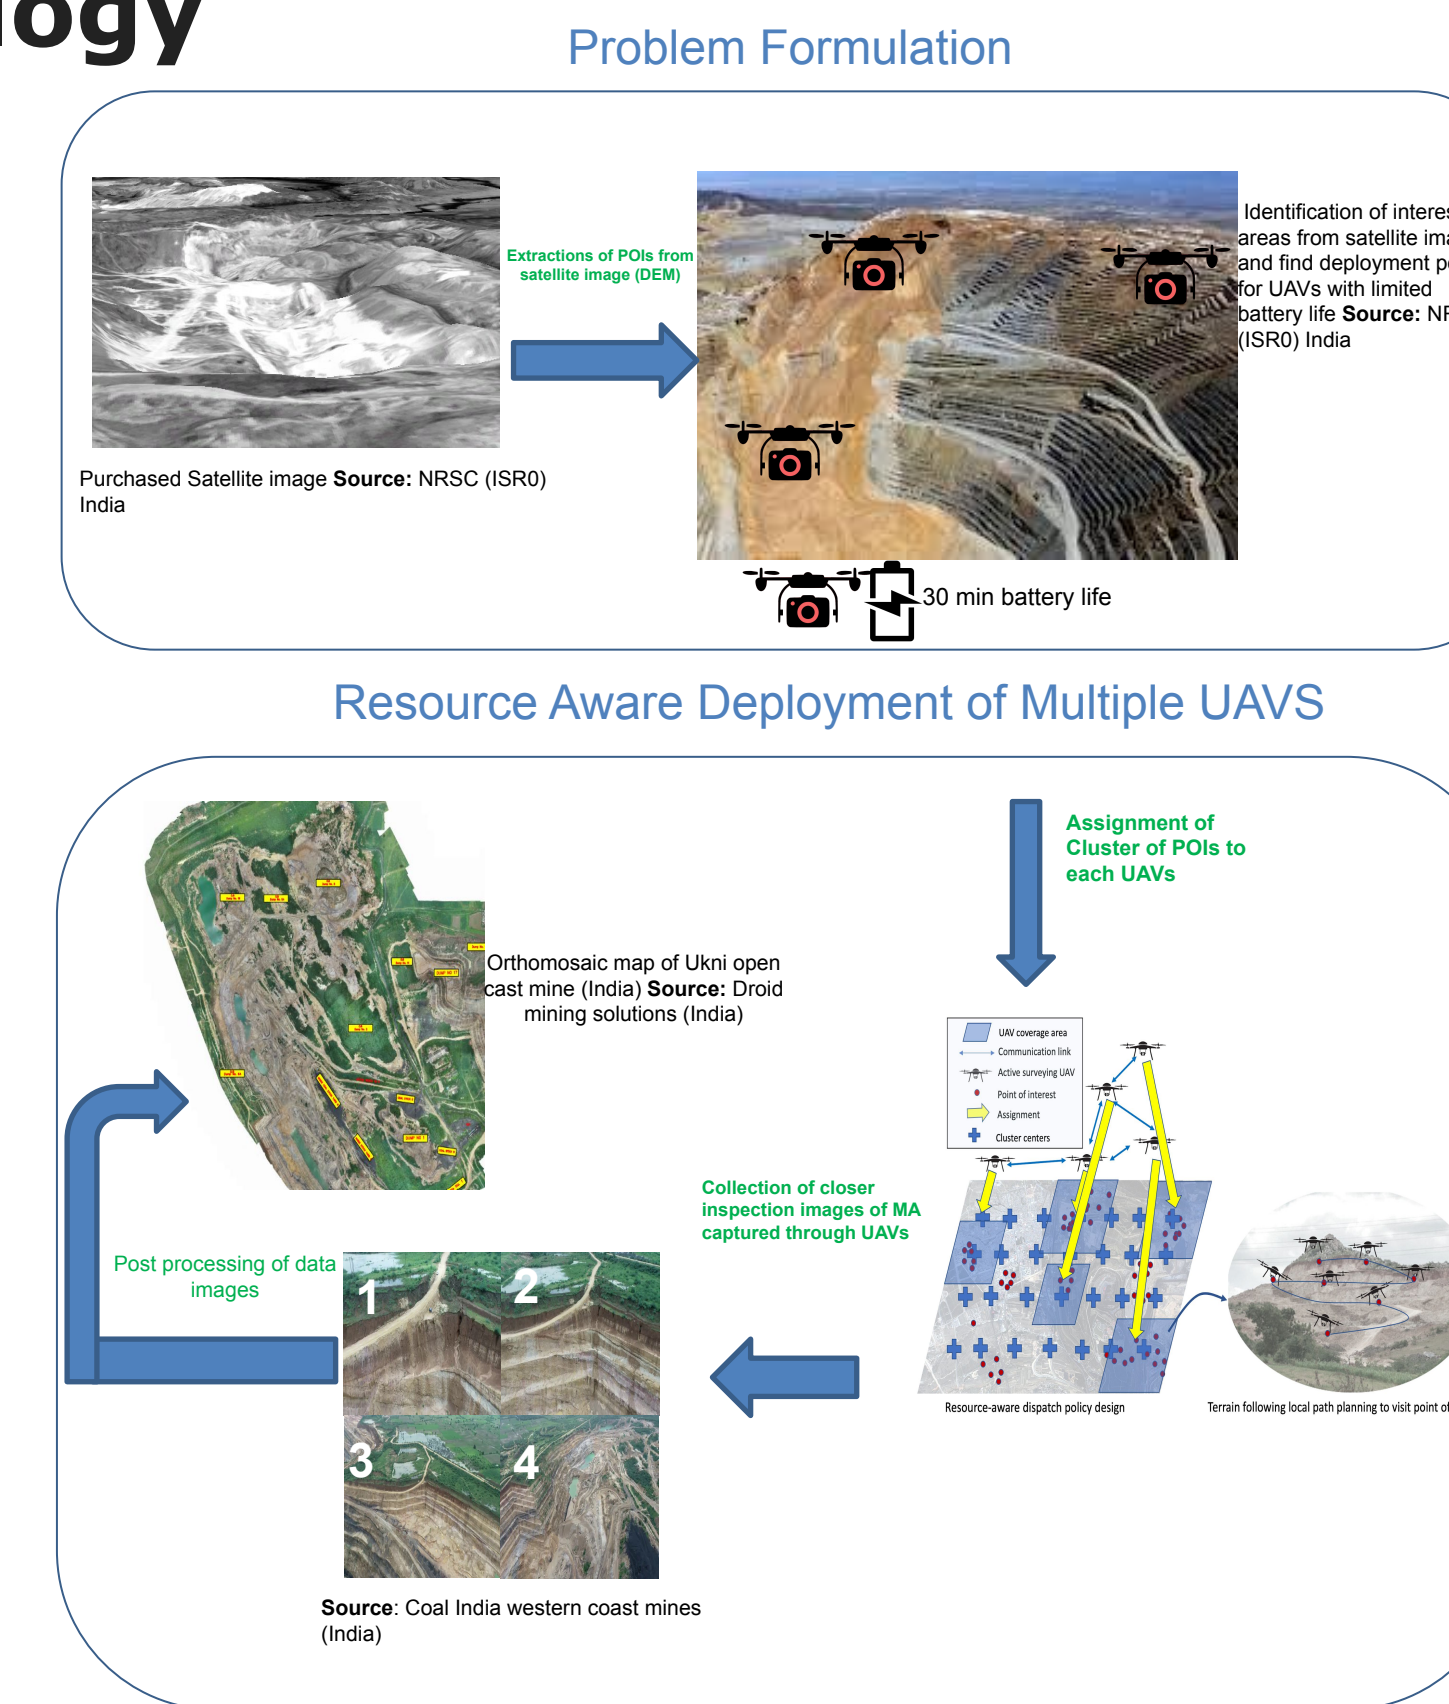 Problem Formulation
Extractions of POIs from
satellite image (DEM)
Identification of
areas from satellite
and find deployment
for UAVs with limited
battery life Source:
(ISR0) India
Purchased Satellite image Source: NRSC (ISR0)
India
30 min battery life
Resource Aware Deployment of Multiple UAVS
Assignment of
Cluster of POIs to
each UAVs
Orthomosaic map of Ukni open
cast mine (India) Source: Droid
mining solutions (India)
UAV coverage area
Communication link
Active surveying UAV
Point of interest
Assignment
Cluster centers
Collection of closer
inspection images of MA
captured through UAVs
Post processing of data
images
1
2
3
4
Resource-aware dispatch policy design
Terrain following local path planning to visit point of
Source: Coal India western coast mines
(India)